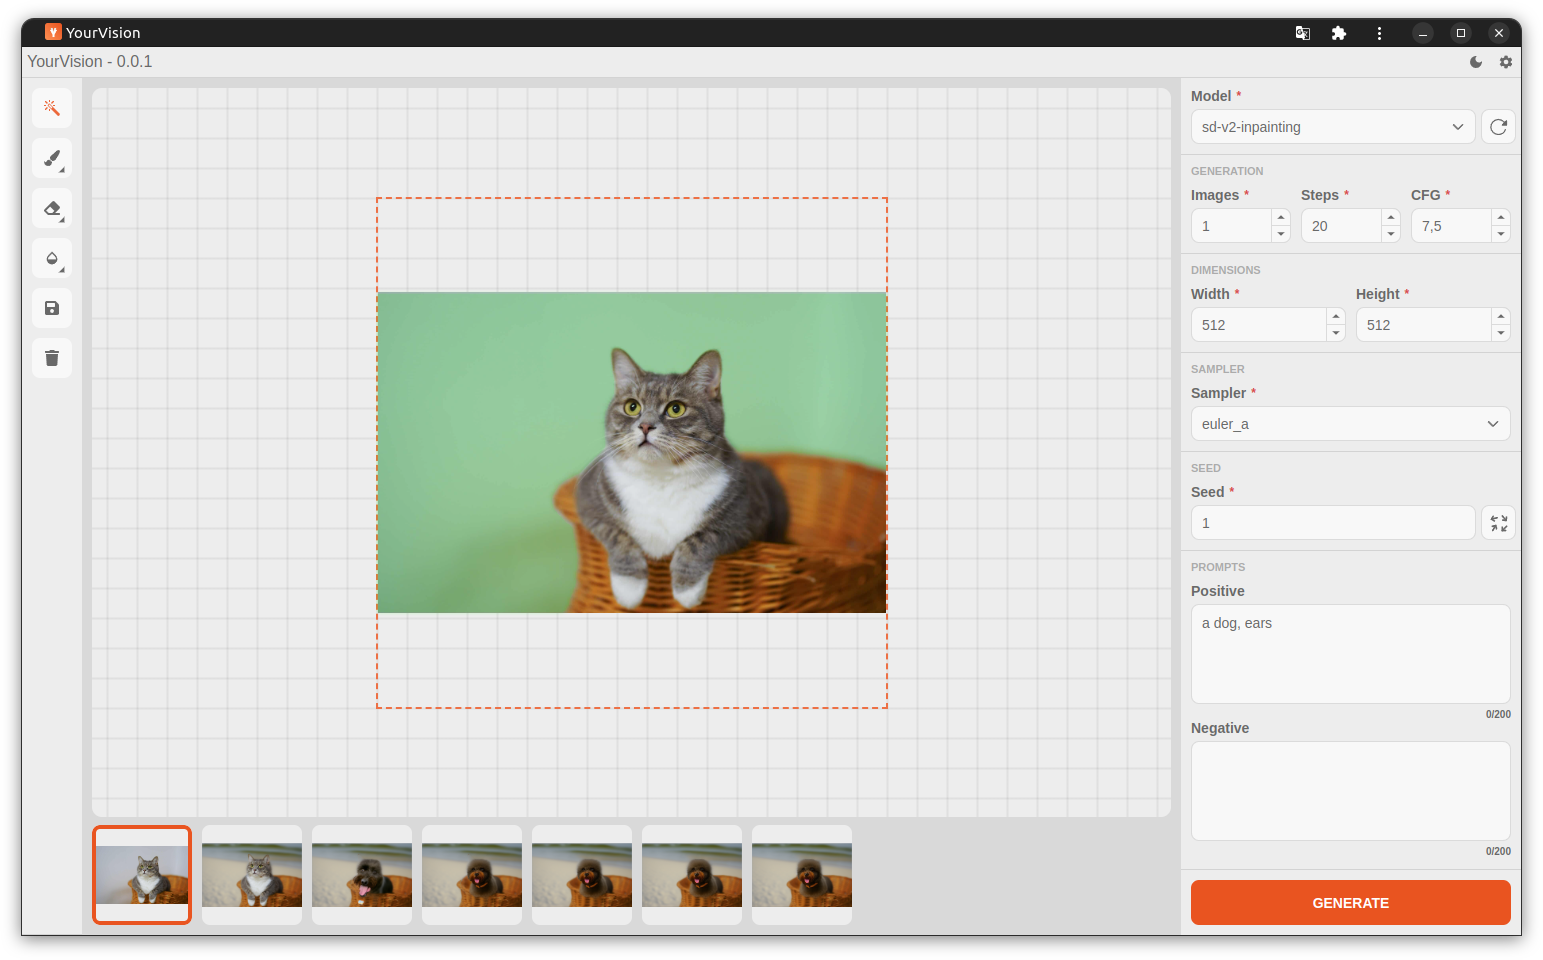 YourVision
YourVision - 0.0.1
Model *
sd-v2-inpainting
GENERATION
Images * Steps * CFG *
1 20 7,5
DIMENSIONS
Width * Height *
512 512
SAMPLER
Sampler *
euler_a
SEED
Seed *
1
PROMPTS
Positive
a dog, ears
0/200
Negative
0/200
GENERATE